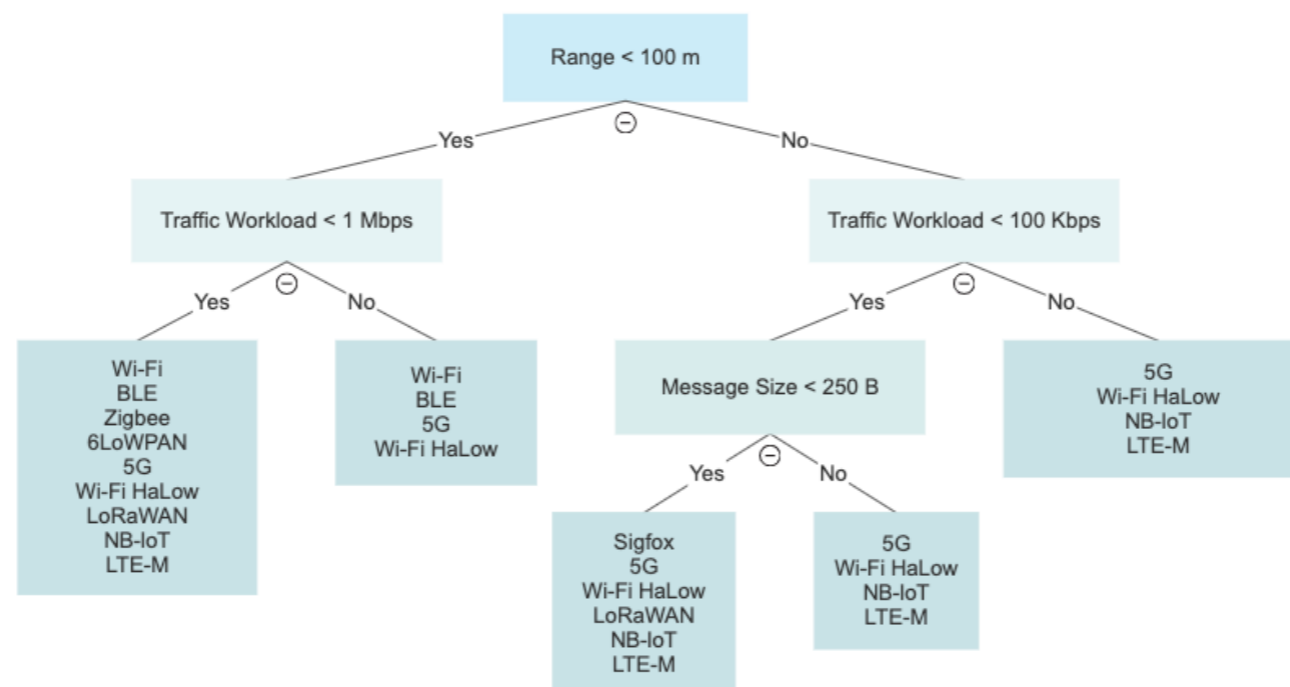 Range < 100 m
Yes
No
Traffic Workload < 1 Mbps
Traffic Workload < 100 Kbps
Yes
No
Yes
No
Wi-Fi
BLE
Zigbee
6LoWPAN
5G
Wi-Fi HaLow
LoRaWAN
NB-IoT
LTE-M
Wi-Fi
BLE
5G
Wi-Fi HaLow
Message Size < 250 B
5G
Wi-Fi HaLow
NB-IoT
LTE-M
Yes
No
Sigfox
5G
Wi-Fi HaLow
LoRaWAN
NB-IoT
LTE-M
5G
Wi-Fi HaLow
NB-IoT
LTE-M